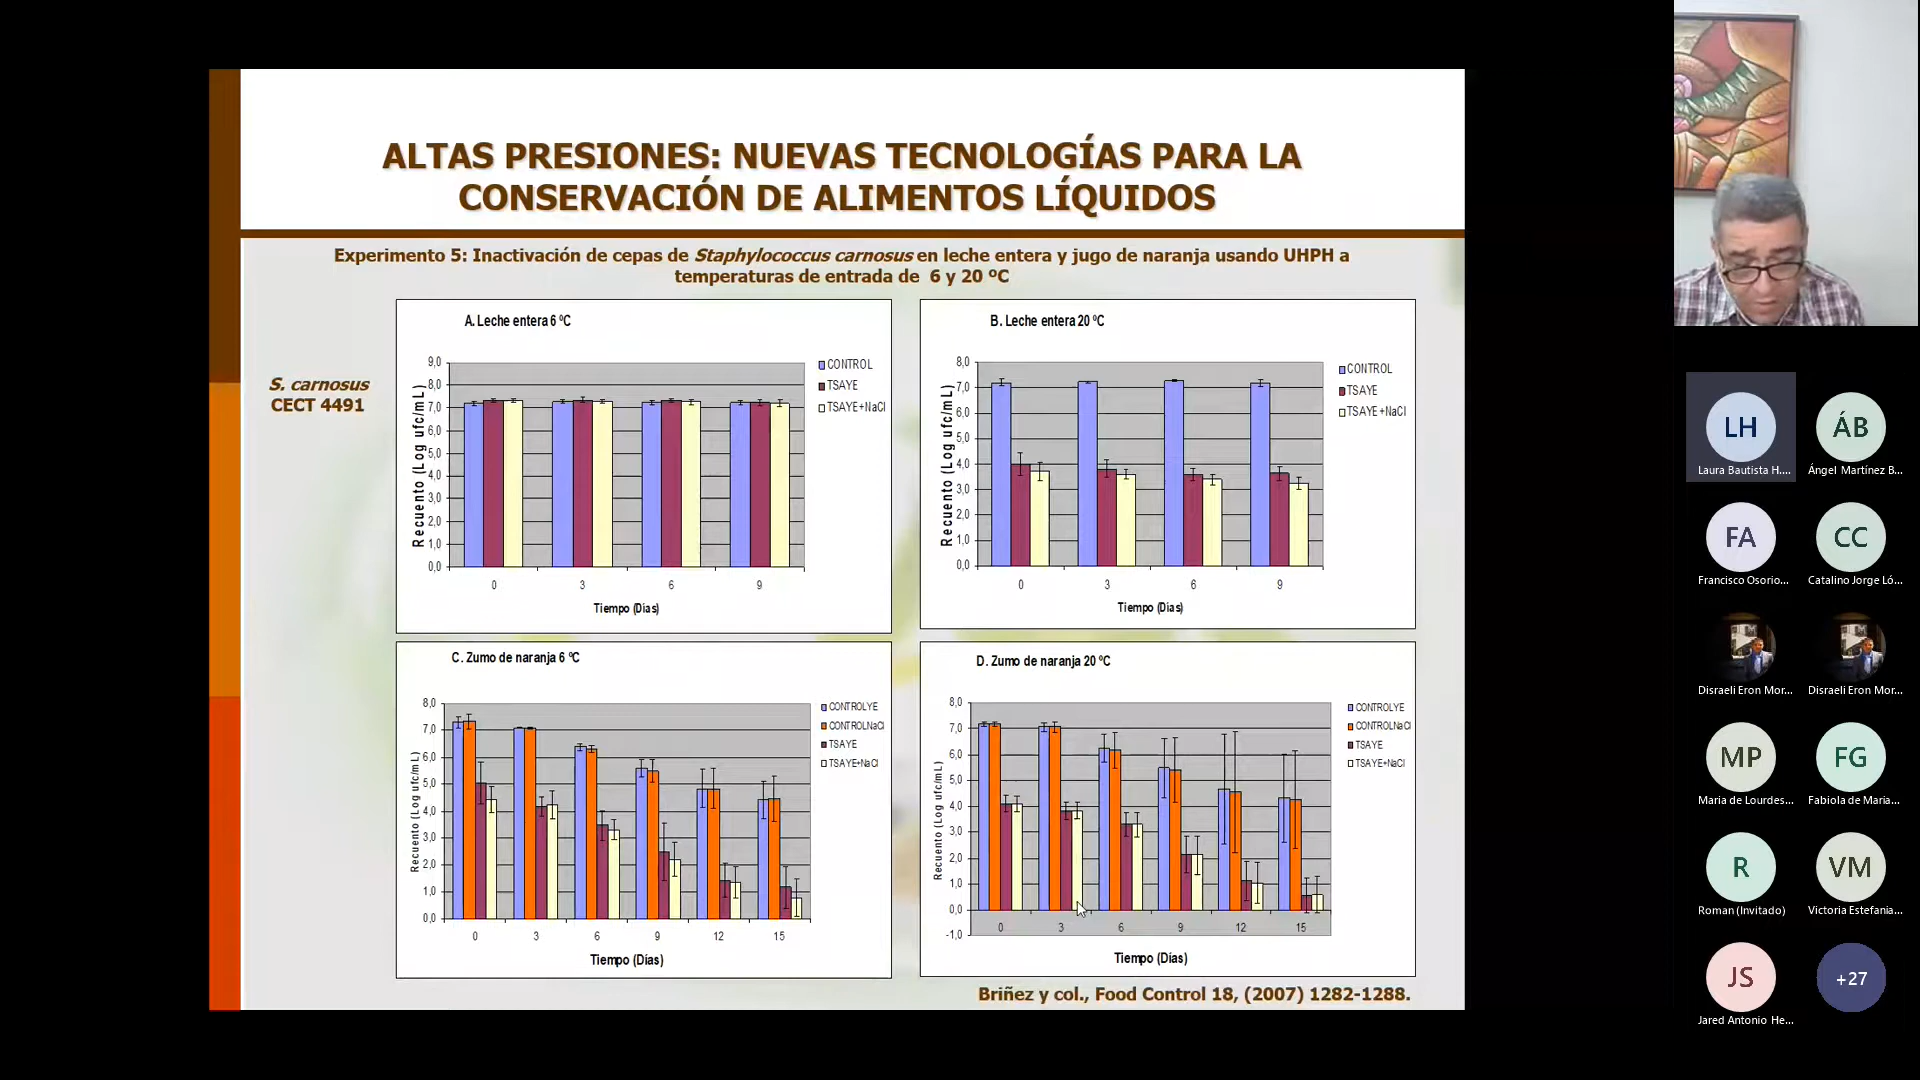 ALTAS PRESIONES: NUEVAS TECNOLOGÍAS PARA LA
CONSERVACIÓN DE ALIMENTOS LÍQUIDOS
Experimento 5: Inactivación de cepas de Staphylococcus carnosus en leche entera y jugo de naranja usando UHPH a
temperaturas de entrada de 6 y 20 ºC
S. carnosus
CECT 4491
A. Leche entera 6 ºC
Recuento (Log ufc/mL)
9,0
8,0
7,0
6,0
5,0
4,0
3,0
2,0
1,0
0,0
0 3 6 9
Tiempo (Dias)
CONTROL
TSAYE
TSAYE+NaCl
B. Leche entera 20 ºC
Recuento (Log ufc/mL)
8,0
7,0
6,0
5,0
4,0
3,0
2,0
1,0
0,0
0 3 6 9
Tiempo (Dias)
CONTROL
TSAYE
TSAYE+NaCl
C. Zumo de naranja 6 ºC
Recuento (Log ufc/mL)
8,0
7,0
6,0
5,0
4,0
3,0
2,0
1,0
0,0
0 3 6 9 12 15
Tiempo (Días)
CONTROLYE
CONTROLNaCl
TSAYE
TSAYE+NaCl
D. Zumo de naranja 20 ºC
Recuento (Log ufc/mL)
8,0
7,0
6,0
5,0
4,0
3,0
2,0
1,0
0,0
-1,0
0 3 6 9 12 15
Tiempo (Días)
CONTROLYE
CONTROLNaCl
TSAYE
TSAYE+NaCl
Briñez y col., Food Control 18, (2007) 1282-1288.
LH ÁB
Laura Bautista H.... Ángel Martínez B...
FA CC
Francisco Osorio... Catalino Jorge Ló...
Disraeli Eron Mor... Disraeli Eron Mor...
MP FG
Maria de Lourdes... Fabiola de Maria...
R VM
Roman (Invitado) Victoria Estefania...
JS +27
Jared Antonio He...